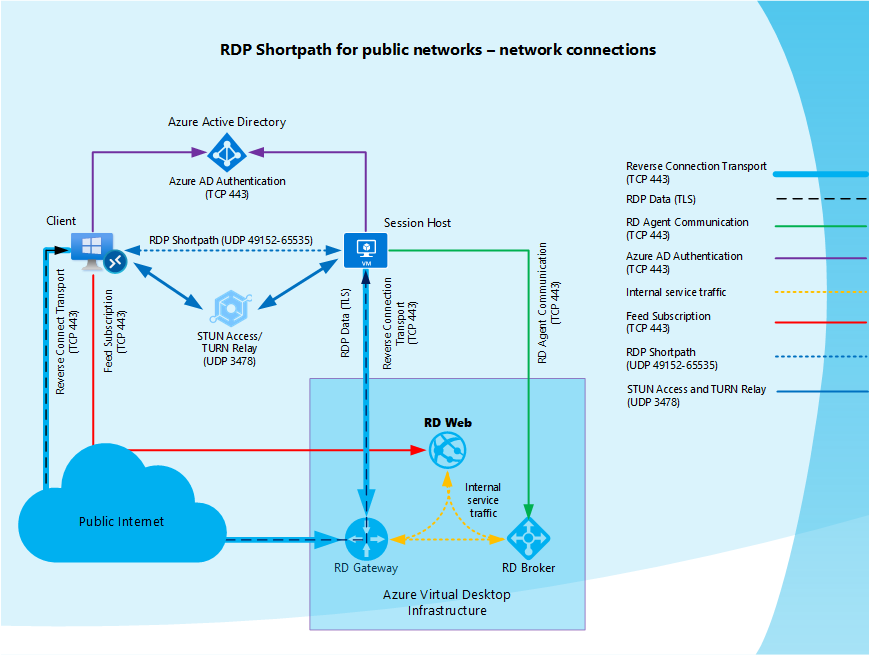 RDP Shortpath for public networks – network connections
Azure Active Directory
Azure AD Authentication
(TCP 443)
Client
Session Host
RDP Shortpath (UDP 49152-65535)
VM
STUN Access/
TURN Relay
(UDP 3478)
Reverse Connect Transport
(TCP 443)
Feed Subscription
(TCP 443)
RDP Data (TLS)
Reverse Connection
Transport
(TCP 443)
RD Agent Communication
(TCP 443)
RD Web
Internal
service
traffic
Public Internet
RD Gateway
RD Broker
Azure Virtual Desktop
Infrastructure
Reverse Connection Transport
(TCP 443)
RDP Data (TLS)
RD Agent Communication
(TCP 443)
Azure AD Authentication
(TCP 443)
Internal service traffic
Feed Subscription
(TCP 443)
RDP Shortpath
(UDP 49152-65535)
STUN Access and TURN Relay
(UDP 3478)